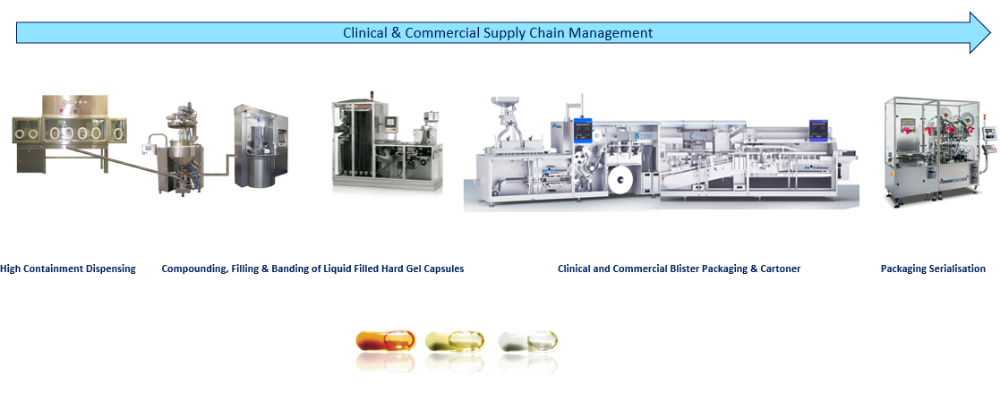 Clinical & Commercial Supply Chain Management
High Containment Dispensing
Compounding, Filling & Banding of Liquid Filled Hard Gel Capsules
Clinical and Commercial Blister Packaging & Cartoner
Packaging Serialisation